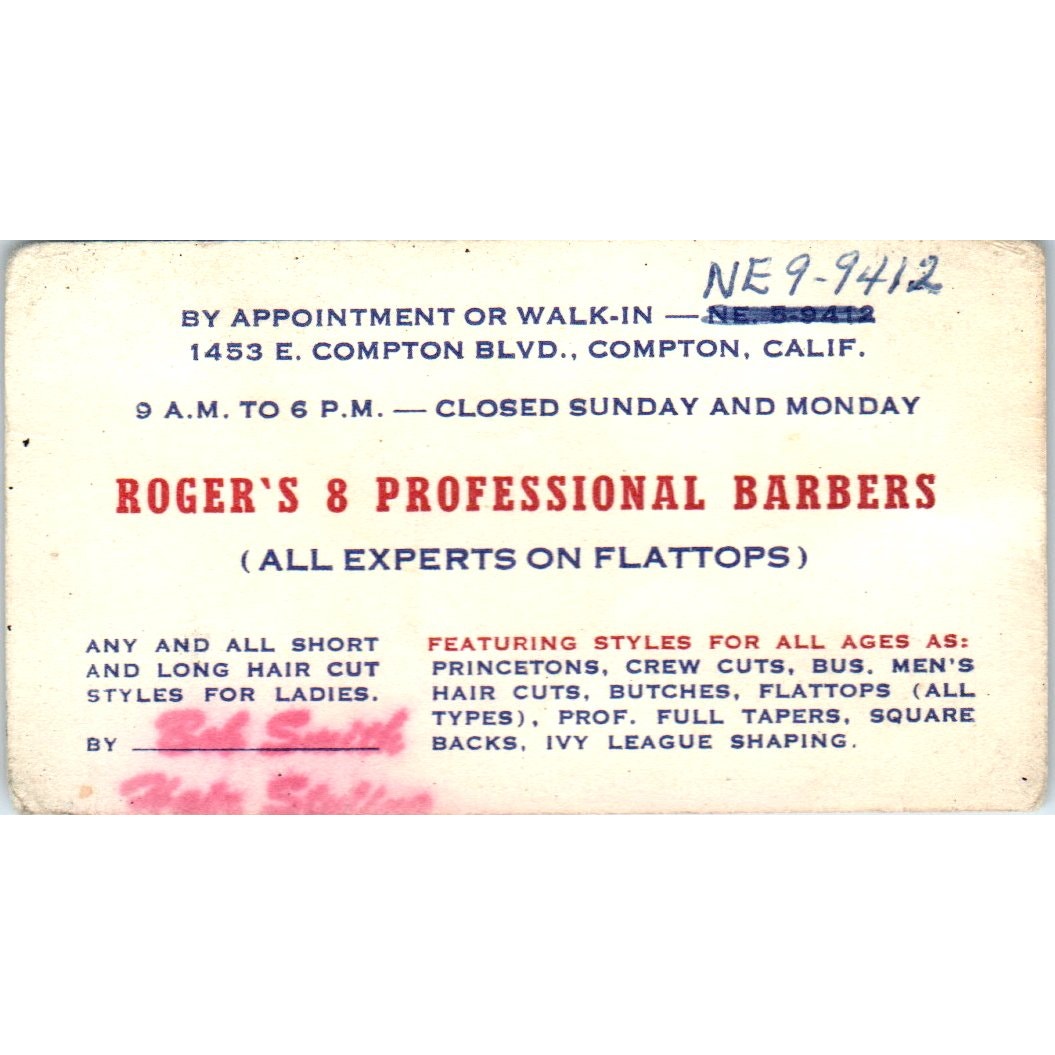 NE 9-9412
BY APPOINTMENT OR WALK-IN — NE. 5-9412
1453 E. COMPTON BLVD., COMPTON, CALIF.
9 A.M. TO 6 P.M. — CLOSED SUNDAY AND MONDAY
ROGER'S 8 PROFESSIONAL BARBERS
(ALL EXPERTS ON FLATTOPS)
ANY AND ALL SHORT
AND LONG HAIR CUT
STYLES FOR LADIES.
BY Bob Smith
FEATURING STYLES FOR ALL AGES AS:
PRINCETONS, CREW CUTS, BUS. MEN'S
HAIR CUTS, BUTCHES, FLATTOPS (ALL
TYPES), PROF. FULL TAPERS, SQUARE
BACKS, IVY LEAGUE SHAPING.